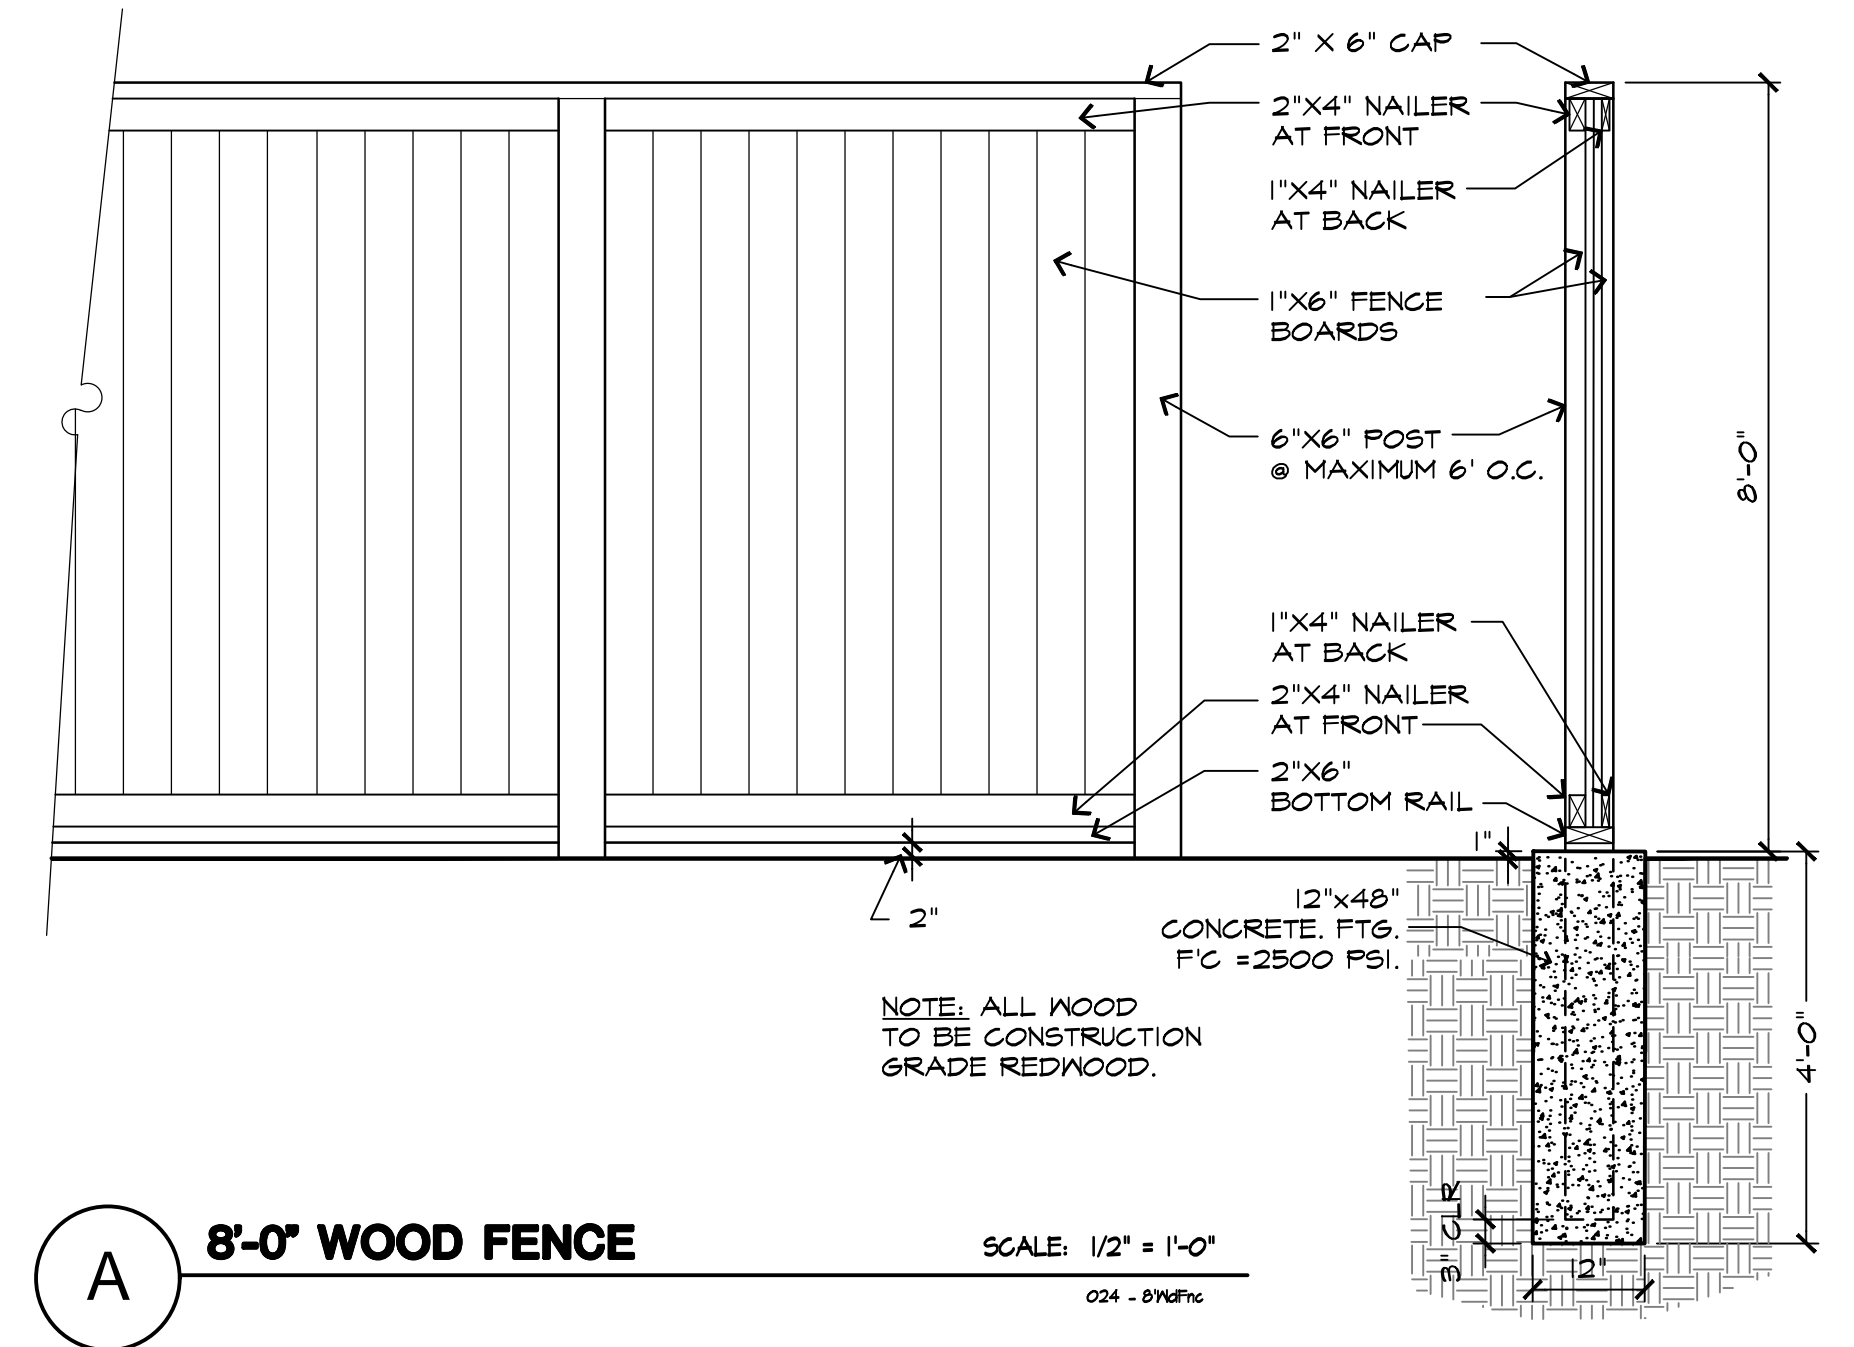 2" X 6" CAP
2"X4" NAILER
AT FRONT
1"X4" NAILER
AT BACK
1"X6" FENCE
BOARDS
6"X6" POST
@ MAXIMUM 6' O.C.
8'-0"
1"X4" NAILER
AT BACK
2"X4" NAILER
AT FRONT
2"X6"
BOTTOM RAIL
1"
2"
12"x48"
CONCRETE. FTG.
F'C =2500 PSI.
NOTE: ALL WOOD
TO BE CONSTRUCTION
GRADE REDWOOD.
4'-0"
3" CLR
12"
A
8'-0" WOOD FENCE
SCALE: 1/2" = 1'-0"
024 - 8'WdFnc